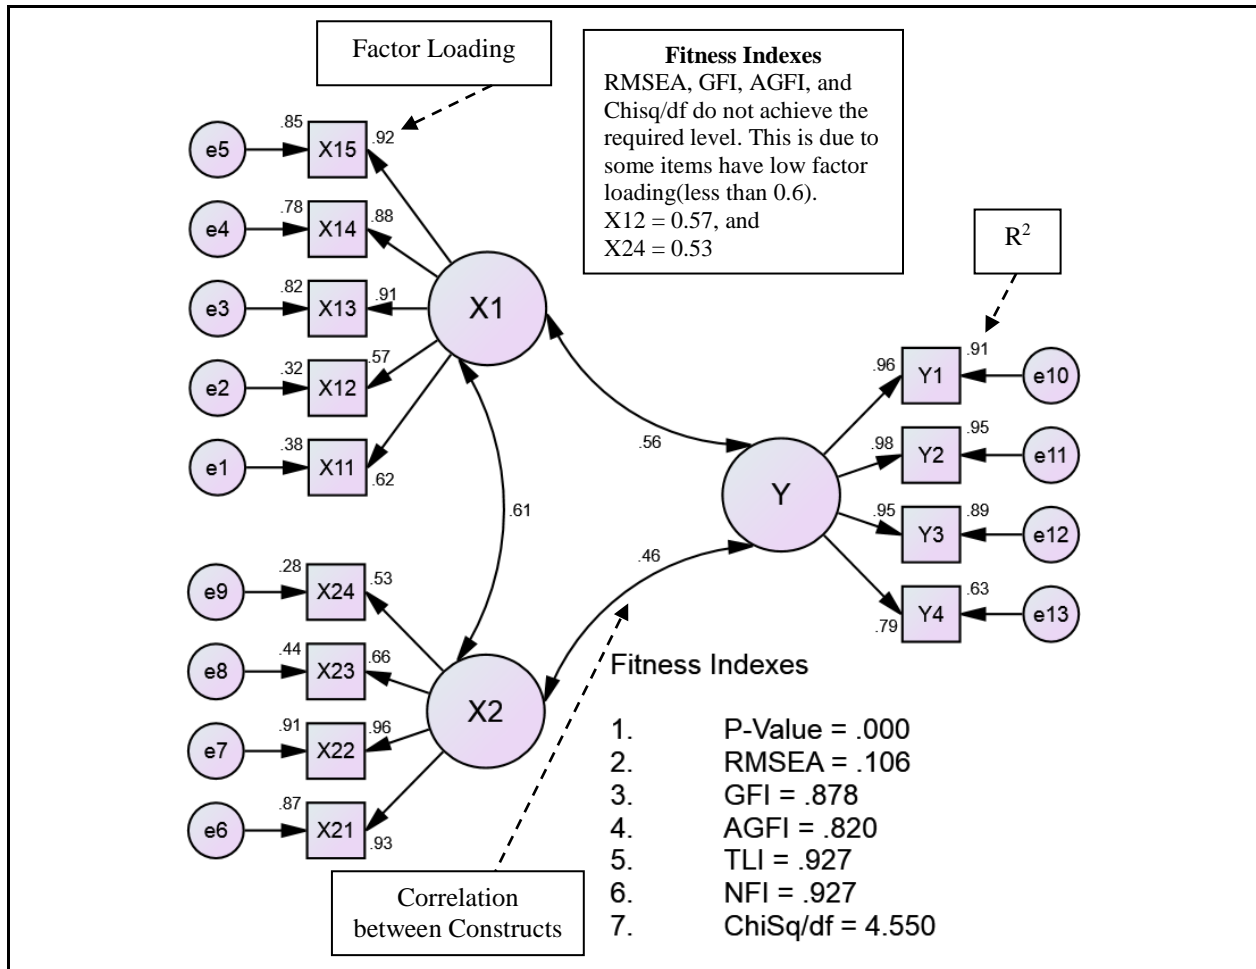 Factor Loading
Fitness Indexes
RMSEA, GFI, AGFI, and
Chisq/df do not achieve the
required level. This is due to
some items have low factor
loading(less than 0.6).
X12 = 0.57, and
X24 = 0.53
R²
e5
.85
X15
.92
e4
.78
X14
.88
e3
.82
X13
.91
e2
.32
X12
.57
e1
.38
X11
.62
X1
.56
.61
Y
.96
Y1
.91
e10
.98
Y2
.95
e11
.95
Y3
.89
e12
.79
Y4
.63
e13
.46
e9
.28
X24
.53
e8
.44
X23
.66
e7
.91
X22
.96
e6
.87
X21
.93
X2
Correlation
between Constructs
Fitness Indexes
1. P-Value = .000
2. RMSEA = .106
3. GFI = .878
4. AGFI = .820
5. TLI = .927
6. NFI = .927
7. ChiSq/df = 4.550